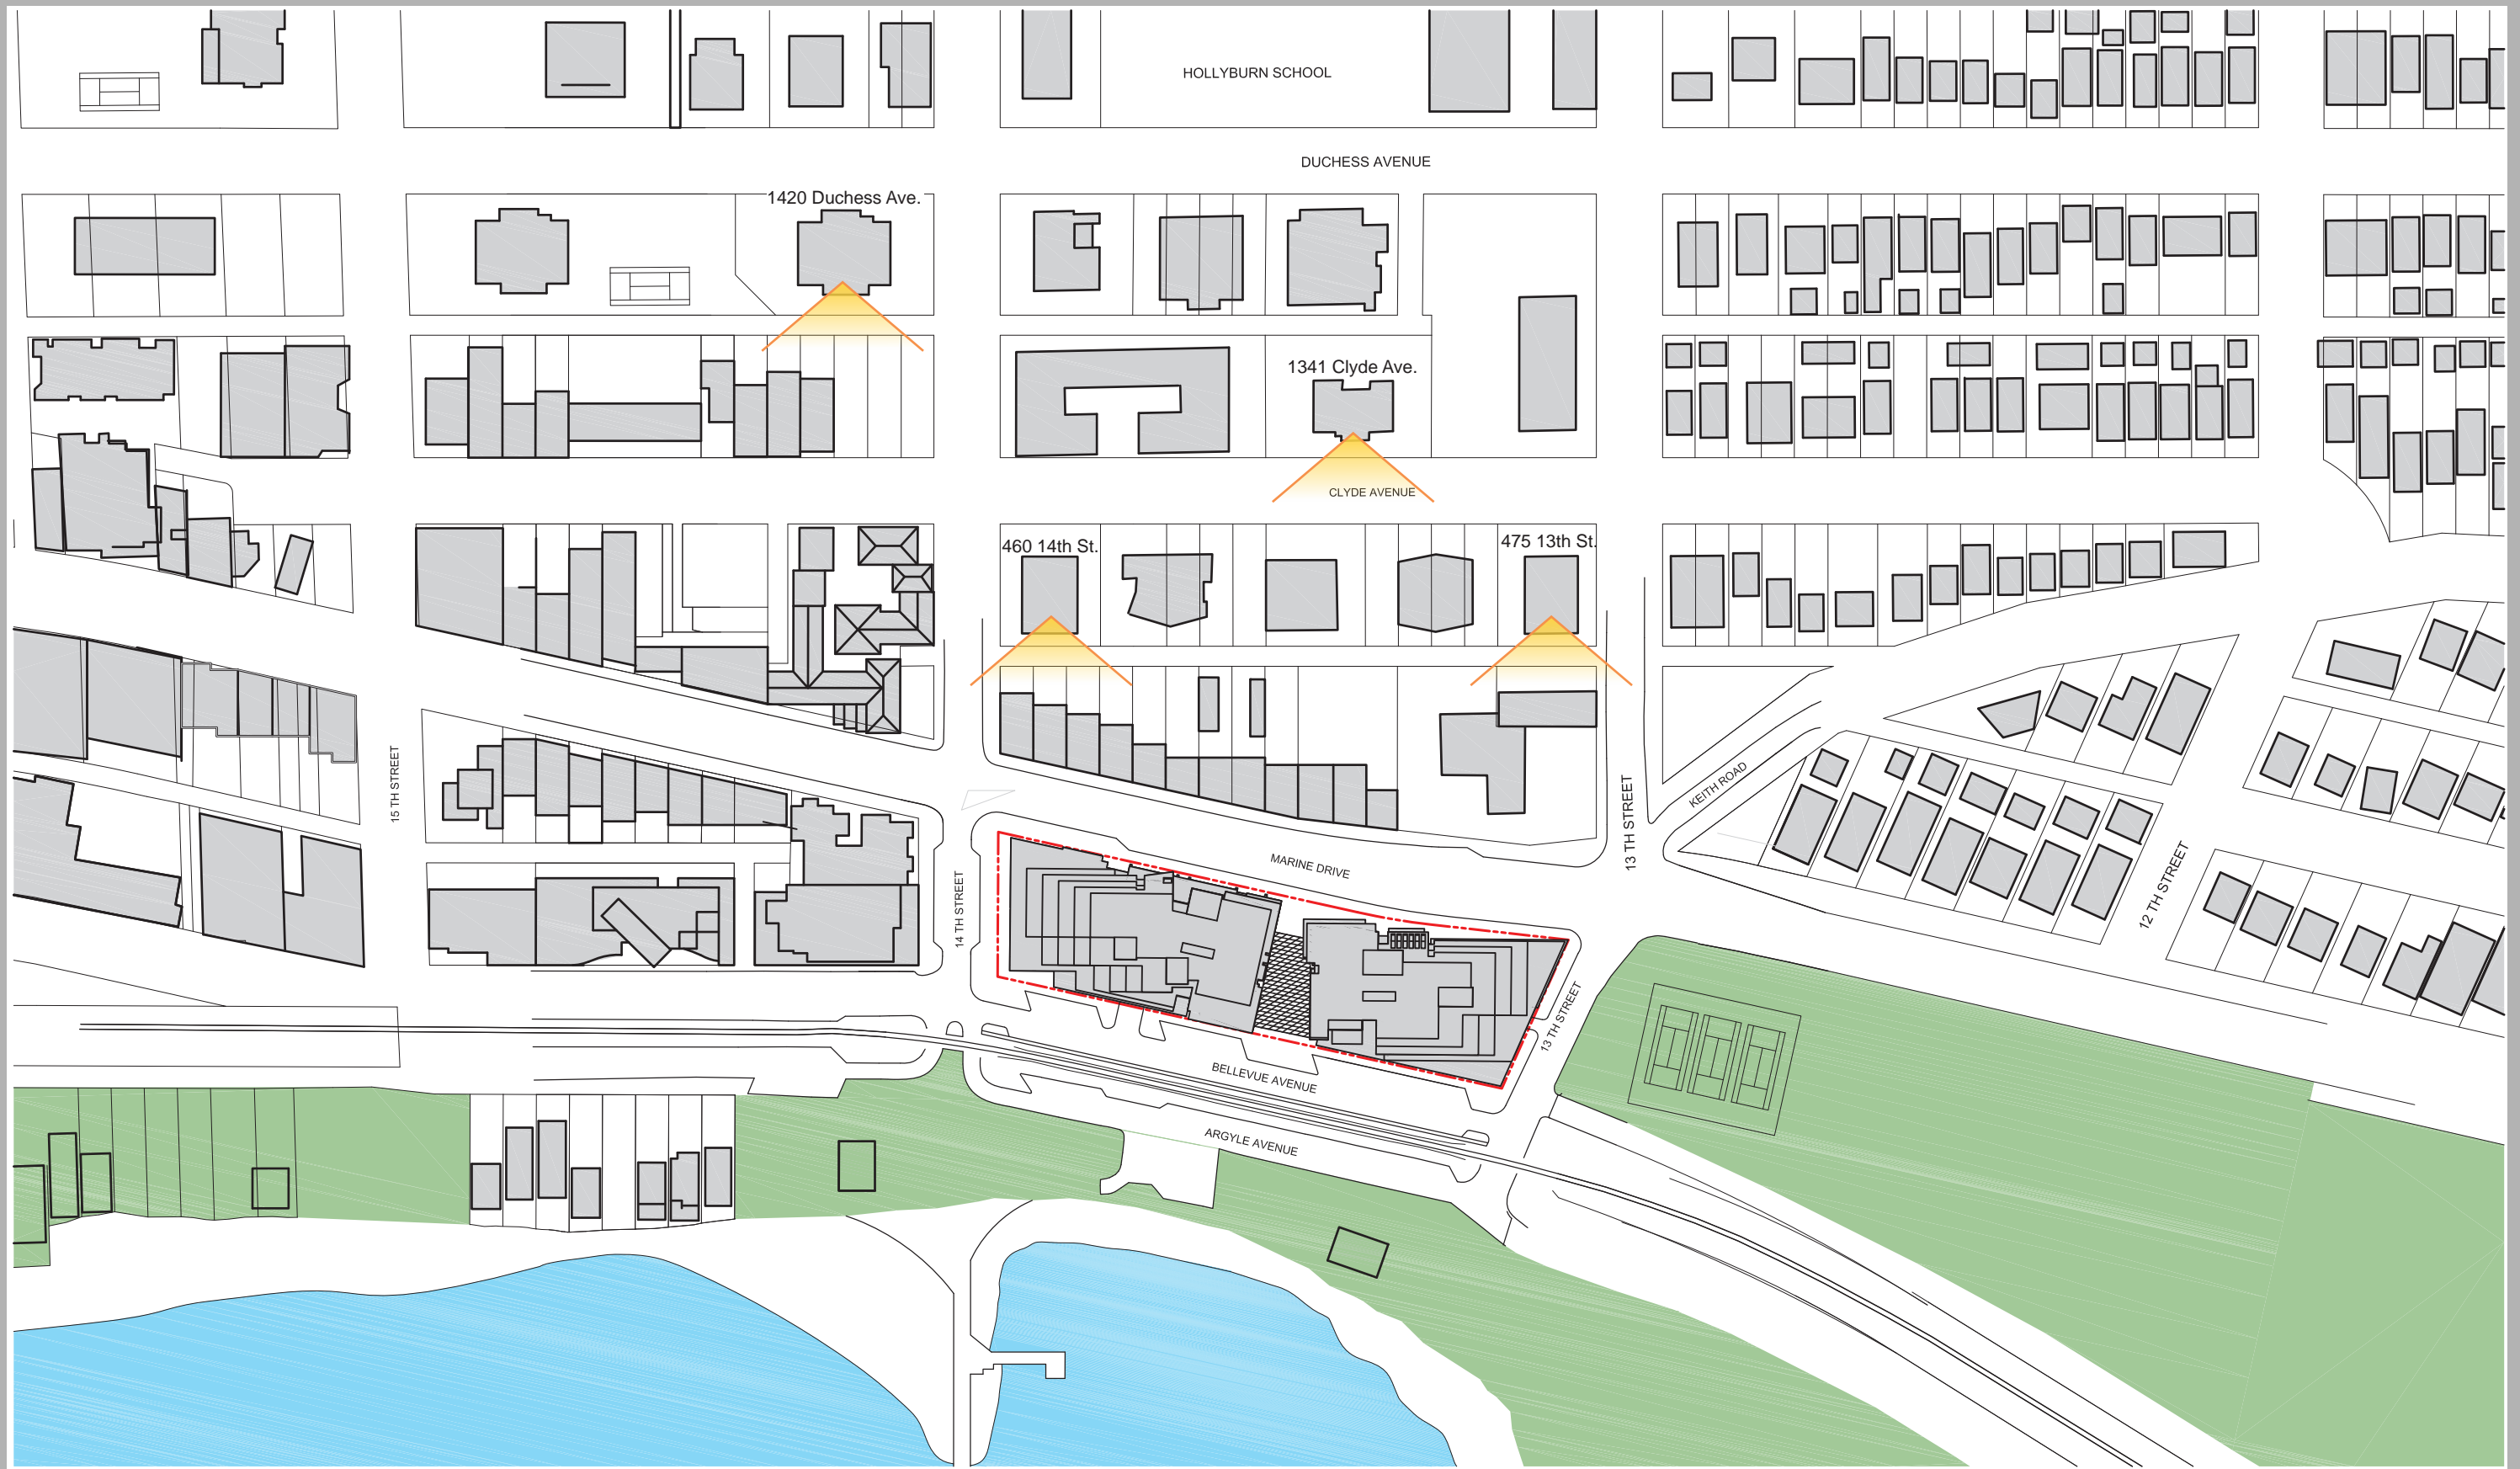 HOLLYBURN SCHOOL
DUCHESS AVENUE
1420 Duchess Ave.
1341 Clyde Ave.
CLYDE AVENUE
460 14th St.
475 13th St.
15 TH STREET
KEITH ROAD
13 TH STREET
MARINE DRIVE
12 TH STREET
14 TH STREET
13 TH STREET
BELLEVUE AVENUE
ARGYLE AVENUE